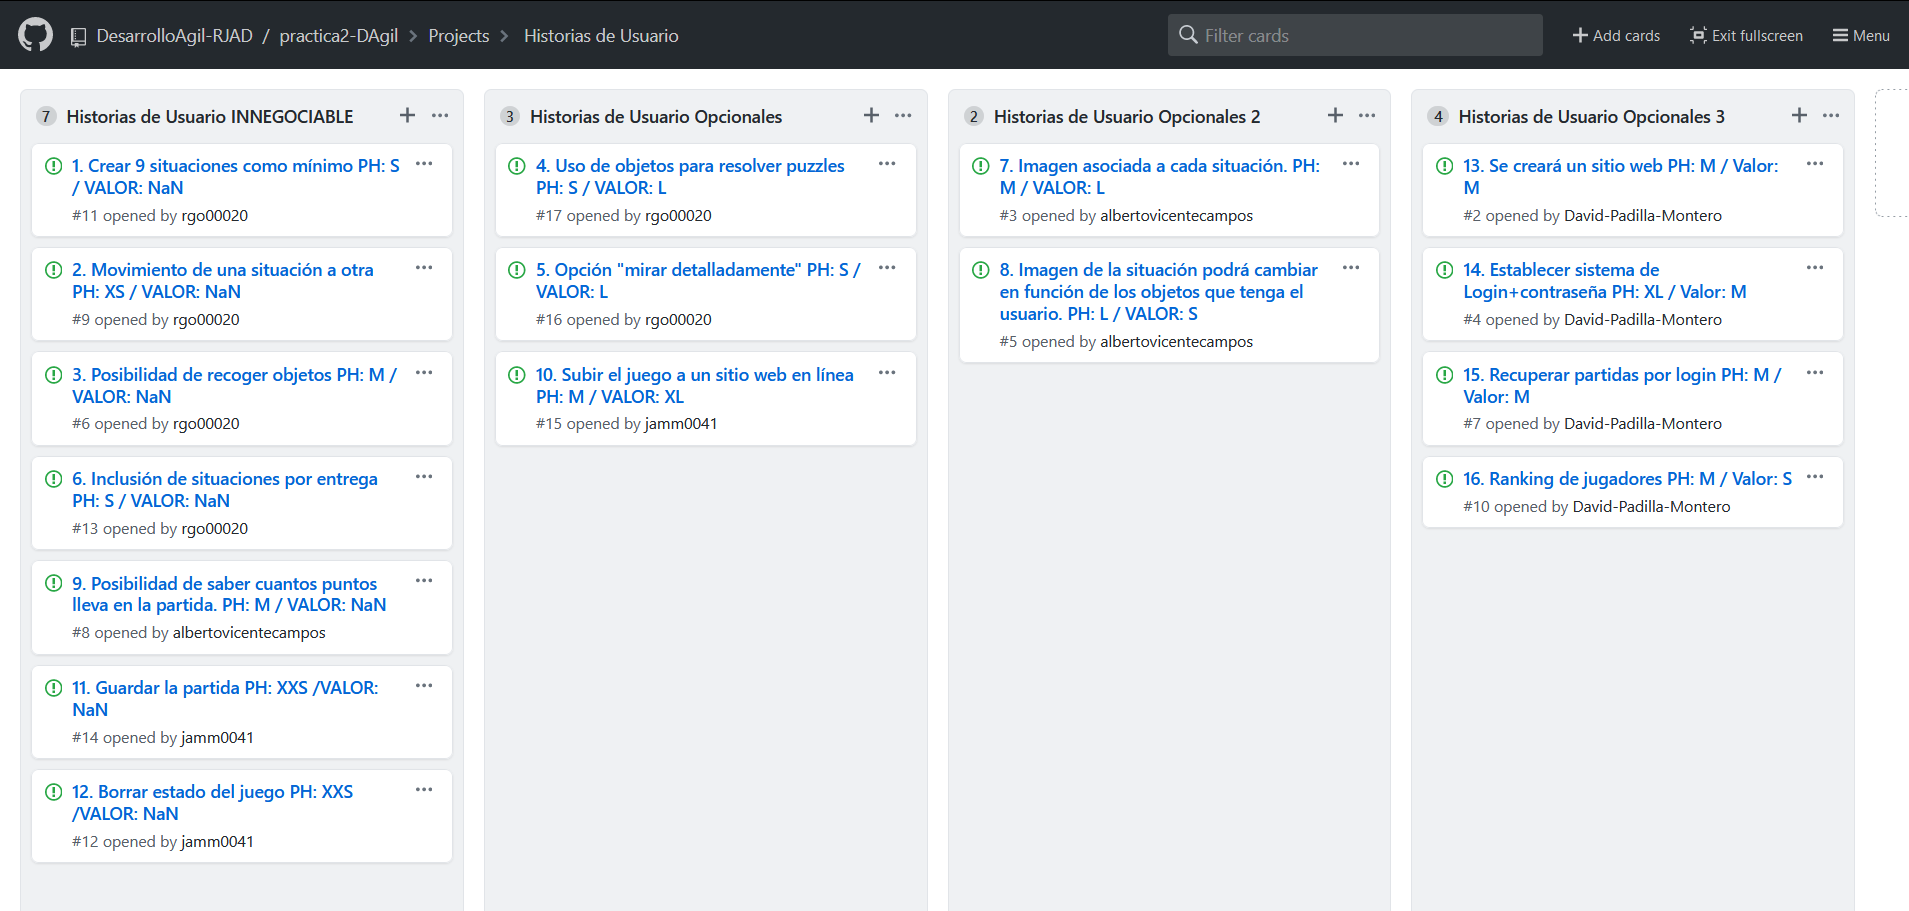 DesarrolloAgil-RJAD / practica2-DAgil > Projects > Historias de Usuario
Filter cards
Add cards
Exit fullscreen
Menu
7 Historias de Usuario INNEGOCIABLE
1. Crear 9 situaciones como mínimo PH: S
/ VALOR: NaN
#11 opened by rgo00020
2. Movimiento de una situación a otra
PH: XS / VALOR: NaN
#9 opened by rgo00020
3. Posibilidad de recoger objetos PH: M /
VALOR: NaN
#6 opened by rgo00020
6. Inclusión de situaciones por entrega
PH: S / VALOR: NaN
#13 opened by rgo00020
9. Posibilidad de saber cuantos puntos
lleva en la partida. PH: M / VALOR: NaN
#8 opened by albertovicentecampos
11. Guardar la partida PH: XXS /VALOR:
NaN
#14 opened by jamm0041
12. Borrar estado del juego PH: XXS
/VALOR: NaN
#12 opened by jamm0041
3 Historias de Usuario Opcionales
4. Uso de objetos para resolver puzzles
PH: S / VALOR: L
#17 opened by rgo00020
5. Opción "mirar detalladamente" PH: S /
VALOR: L
#16 opened by rgo00020
10. Subir el juego a un sitio web en línea
PH: M / VALOR: XL
#15 opened by jamm0041
2 Historias de Usuario Opcionales 2
7. Imagen asociada a cada situación. PH:
M / VALOR: L
#3 opened by albertovicentecampos
8. Imagen de la situación podrá cambiar
en función de los objetos que tenga el
usuario. PH: L / VALOR: S
#5 opened by albertovicentecampos
4 Historias de Usuario Opcionales 3
13. Se creará un sitio web PH: M / Valor:
M
#2 opened by David-Padilla-Montero
14. Establecer sistema de
Login+contraseña PH: XL / Valor: M
#4 opened by David-Padilla-Montero
15. Recuperar partidas por login PH: M /
Valor: M
#7 opened by David-Padilla-Montero
16. Ranking de jugadores PH: M / Valor: S
#10 opened by David-Padilla-Montero